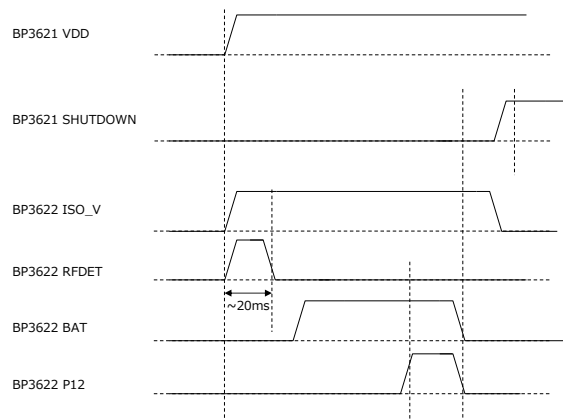 BP3621 VDD
BP3621 SHUTDOWN
BP3622 ISO_V
BP3622 RFDET
~20ms
BP3622 BAT
BP3622 P12